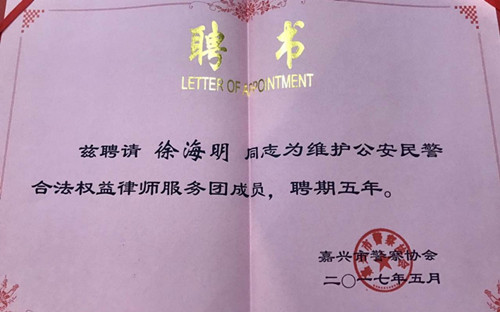 聘书
LETTER OF APPOINTMENT
兹聘请 徐海明 同志为维护公安民警
合法权益律师服务团成员，聘期五年。
嘉兴市警察协会
二〇一七年五月